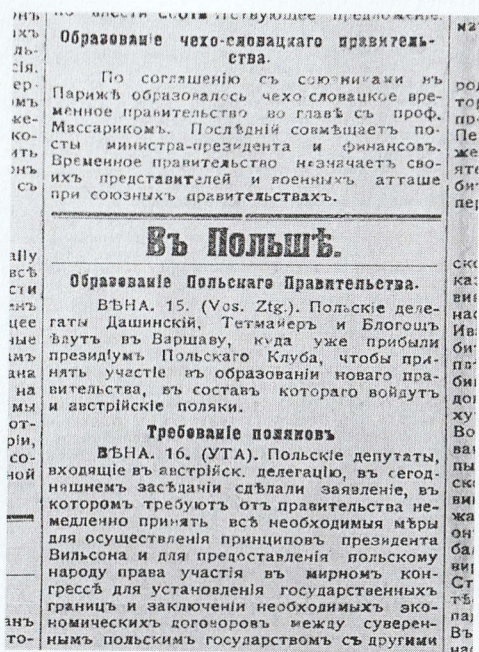 по
ствующее предложеніе.
Образованіе чехо-словацкаго правитель-
ства.
По соглашенію съ союзниками въ
Парижѣ образовалось чехо словацкое вре-
менное правительство во главѣ съ проф.
Массарикомъ. Послѣдній совмѣщаетъ по-
сты министра-президента и финансовъ.
Временное правительство незначаетъ сво-
ихъ представителей и военныхъ атташе
при союзныхъ правительствахъ.
Въ Польшѣ.
Образованіе Польскаго Правительства.
ВѢНА. 15. (Vos. Ztg.). Польскіе деле-
гаты Дашинскій, Тетмайеръ и Блогошъ
ѣдутъ въ Варшаву, куда уже прибыли
президіумъ Польскаго Клуба, чтобы при-
нять участіе въ образованіи новаго пра-
вительства, въ составъ котораго войдутъ
и австрійскіе поляки.
Требованіе поляковъ
ВѢНА. 16. (УТА). Польскіе депутаты,
входящіе въ австрійск. делегацію, въ сегод-
няшнемъ засѣданіи сдѣлали заявленіе, въ
которомъ требуютъ отъ правительства не-
медленно принять всѣ необходимыя мѣры
для осуществленія принциповъ президента
Вильсона и для предоставленія польскому
народу права участія въ мирномъ кон-
грессѣ для установленія государственныхъ
границъ и заключеніи необходимыхъ эко-
номическихъ договоровъ между суверен-
нымъ польскимъ государствомъ съ другими